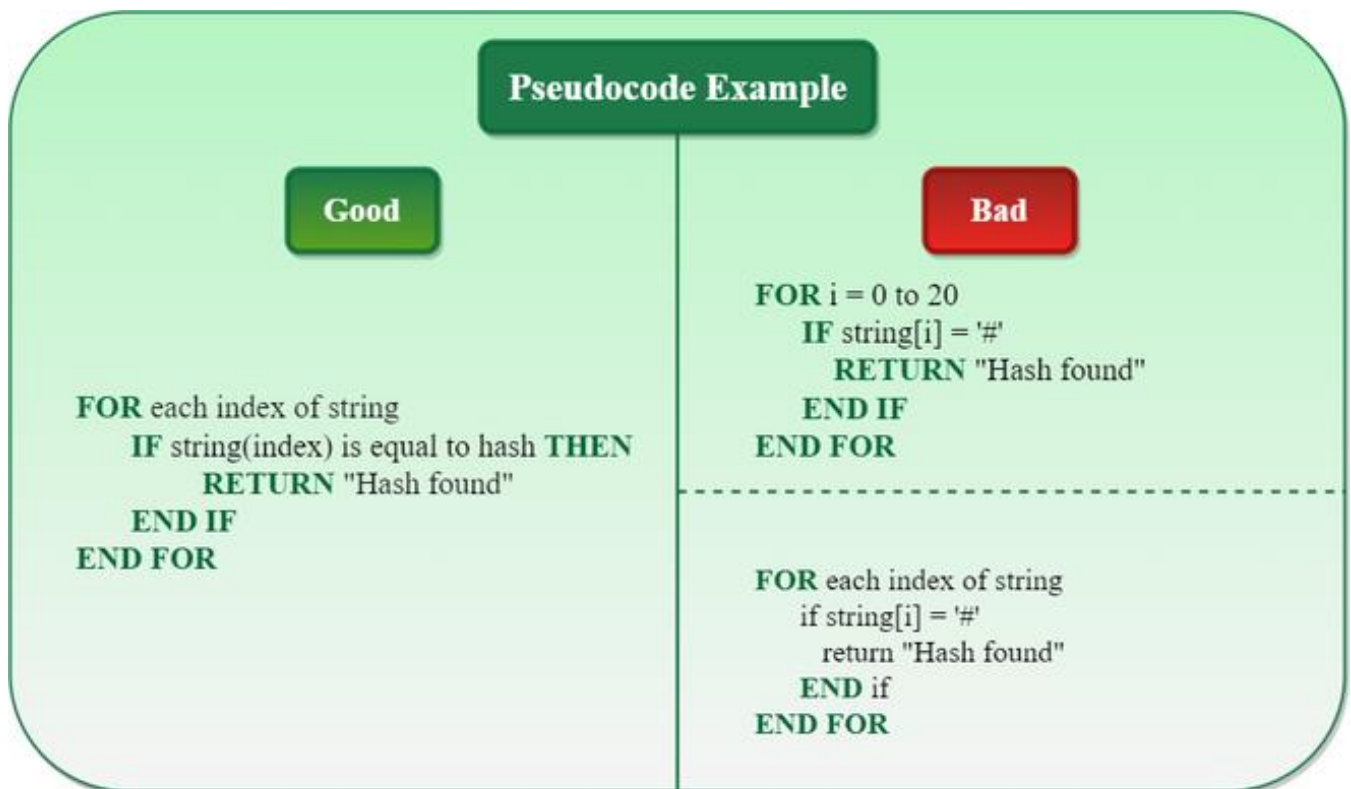 Pseudocode Example
Good
FOR each index of string
IF string(index) is equal to hash THEN
RETURN "Hash found"
END IF
END FOR
Bad
FOR i = 0 to 20
IF string[i] = '#'
RETURN "Hash found"
END IF
END FOR
FOR each index of string
if string[i] = '#'
return "Hash found"
END if
END FOR